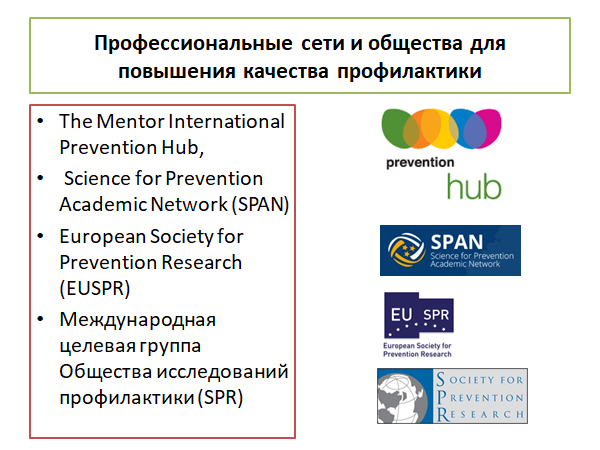 Профессиональные сети и общества для
повышения качества профилактики
• The Mentor International
Prevention Hub,
• Science for Prevention
Academic Network (SPAN)
• European Society for
Prevention Research
(EUSPR)
• Международная
целевая группа
Общества исследований
профилактики (SPR)
prevention
hub
SPAN
Science for Prevention
Academic Network
EU SPR
European Society for
Prevention Research
SPR
SOCIETY FOR
PREVENTION
RESEARCH